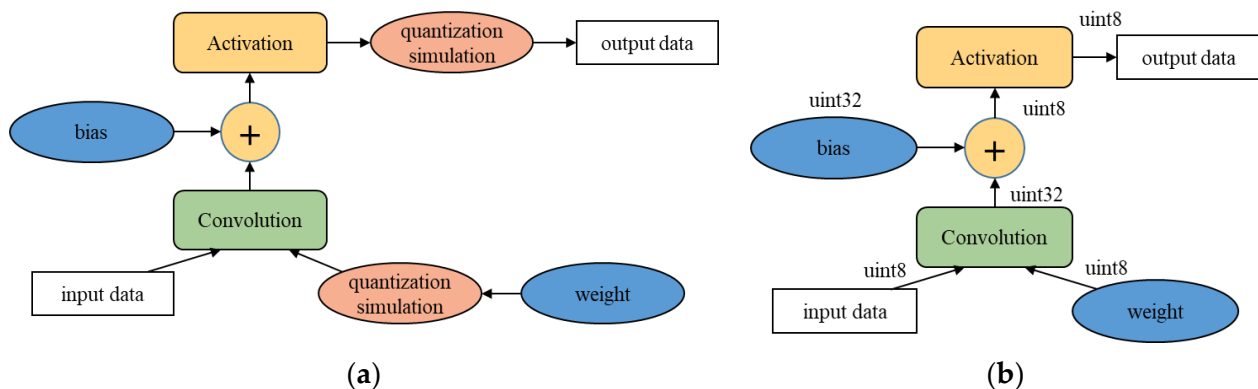 Activation
quantization
simulation
output data
bias
+
Convolution
input data
quantization
simulation
weight
(a)
uint8
Activation
output data
uint32
uint8
bias
+
uint32
Convolution
uint8
uint8
input data
weight
(b)